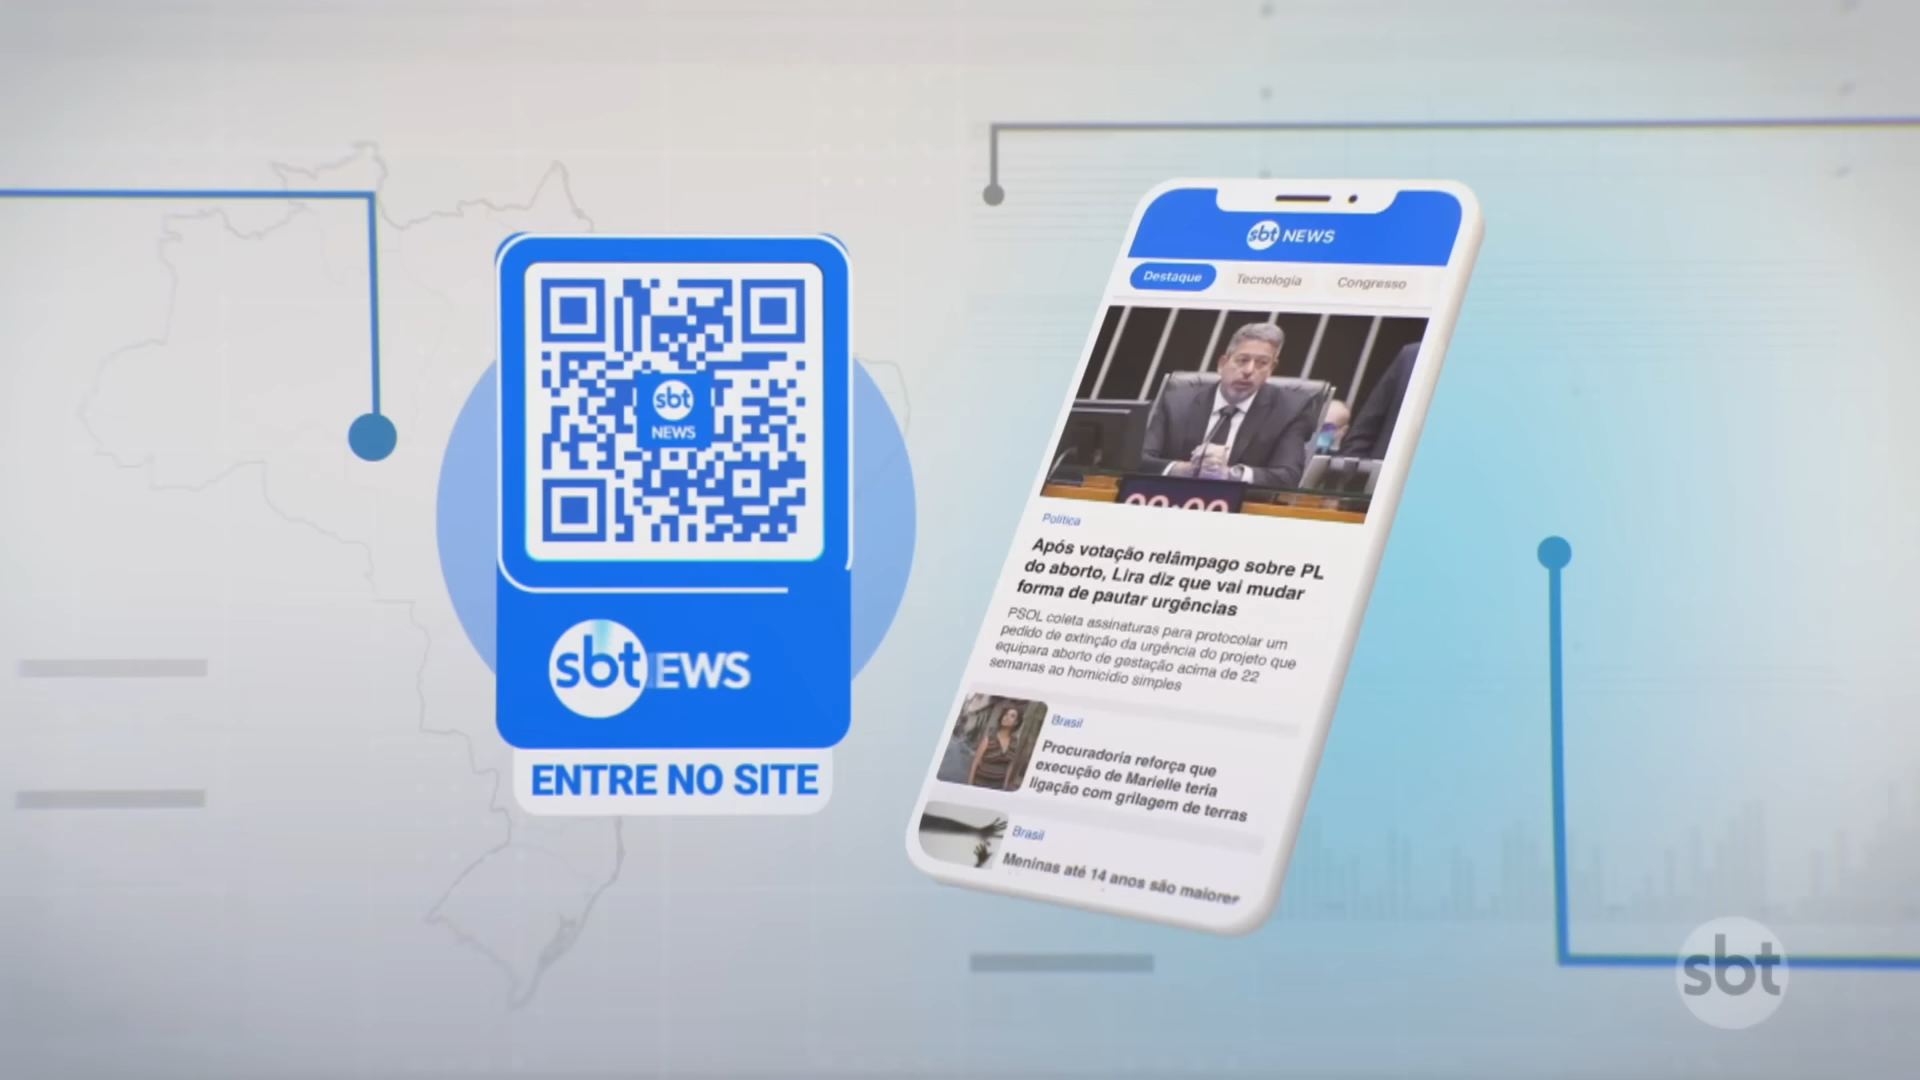 sbt
NEWS
sbt EWS
ENTRE NO SITE
sbt NEWS
Destaque Tecnologia Congresso
00:00
Política
Após votação relâmpago sobre PL
do aborto, Lira diz que vai mudar
forma de pautar urgências
PSOL coleta assinaturas para protocolar um
pedido de extinção da urgência do projeto que
equipara aborto de gestação acima de 22
semanas ao homicídio simples
Brasil
Procuradoria reforça que
execução de Marielle teria
ligação com grilagem de terras
Brasil
Meninas até 14 anos são maiores
sbt